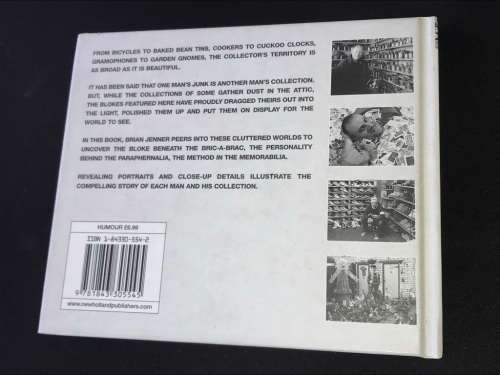 FROM BICYCLES TO BAKED BEAN TINS, COOKERS TO CUCKOO CLOCKS,
GRAMOPHONES TO GARDEN GNOMES, THE COLLECTOR'S TERRITORY IS
AS BROAD AS IT IS BEAUTIFUL.
IT HAS BEEN SAID THAT ONE MAN'S JUNK IS ANOTHER MAN'S COLLECTION.
BUT, WHILE THE COLLECTIONS OF SOME GATHER DUST IN THE ATTIC,
THE BLOKES FEATURED HERE HAVE PROUDLY DRAGGED THEIRS OUT INTO
THE LIGHT, POLISHED THEM UP AND PUT THEM ON DISPLAY FOR THE
WORLD TO SEE.
IN THIS BOOK, BRIAN JENNER PEERS INTO THESE CLUTTERED WORLDS TO
UNCOVER THE BLOKE BENEATH THE BRIC-A-BRAC, THE PERSONALITY
BEHIND THE PARAPHERNALIA, THE METHOD IN THE MEMORABILIA.
REVEALING PORTRAITS AND CLOSE-UP DETAILS ILLUSTRATE THE
COMPELLING STORY OF EACH MAN AND HIS COLLECTION.
HUMOUR £6.99
ISBN 1-84330-554-2
9 781843 305545
www.newhollandpublishers.com